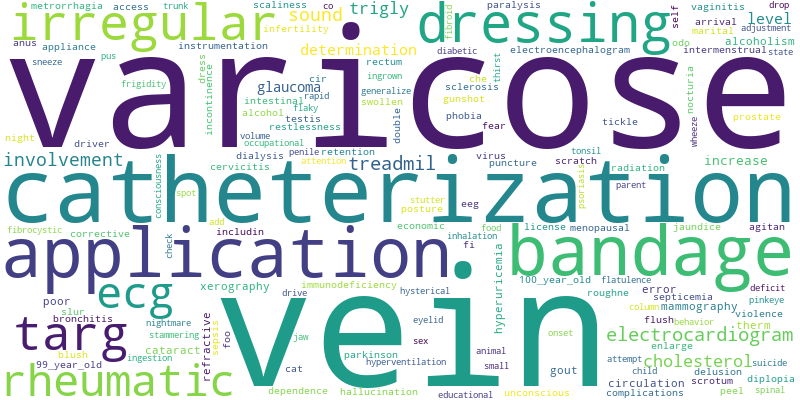 metrorrhagia access trunk scaliness co paralysis vaginitis drop
irregular sound trigly dressing self level
anus appliance instrumentation infertility fibroid odo arrival marital adjustment
pus determination diabetic electroencephalogram intermenstrual alcoholism state
sneeze frigidity dress incontinence glaucoma cir rectum ingrown sclerosis che thirst nocturia
varicose
intestinal flaky rapid generalize swollen gunshot prostate
alcohol testis double phobia fear tickle wheeze
night driver volume restlessness occupational penile retention virus tonsil
involvement dialysis attention treadmil puncture scratch radiation increase
cervicitis consciousness psoriasis parent
catheterization
spot stutter posture eeg
fibrocystic corrective add includin economic food license menopausal jaundice agitan
application check inhalation fi bandage
hyperuricemia
poor ecg xerography immunodeficiency 100_year_old flatulence error deficit
slur drive hysterical roughne septicemia mammography pinkeye
targ bronchitis nightmare vein column violence
stammering refractive sepsis foo jaw eyelid sex onset flush behavior therm
blush cataract parkinson animal electrocardiogram
99_year_old ingestion cat hyperventilation small gout enlarge attempt cholesterol suicide
rheumatic child delusion diplopia
dependence hallucination educational unconscious circulation scrotum
complications peel spinal